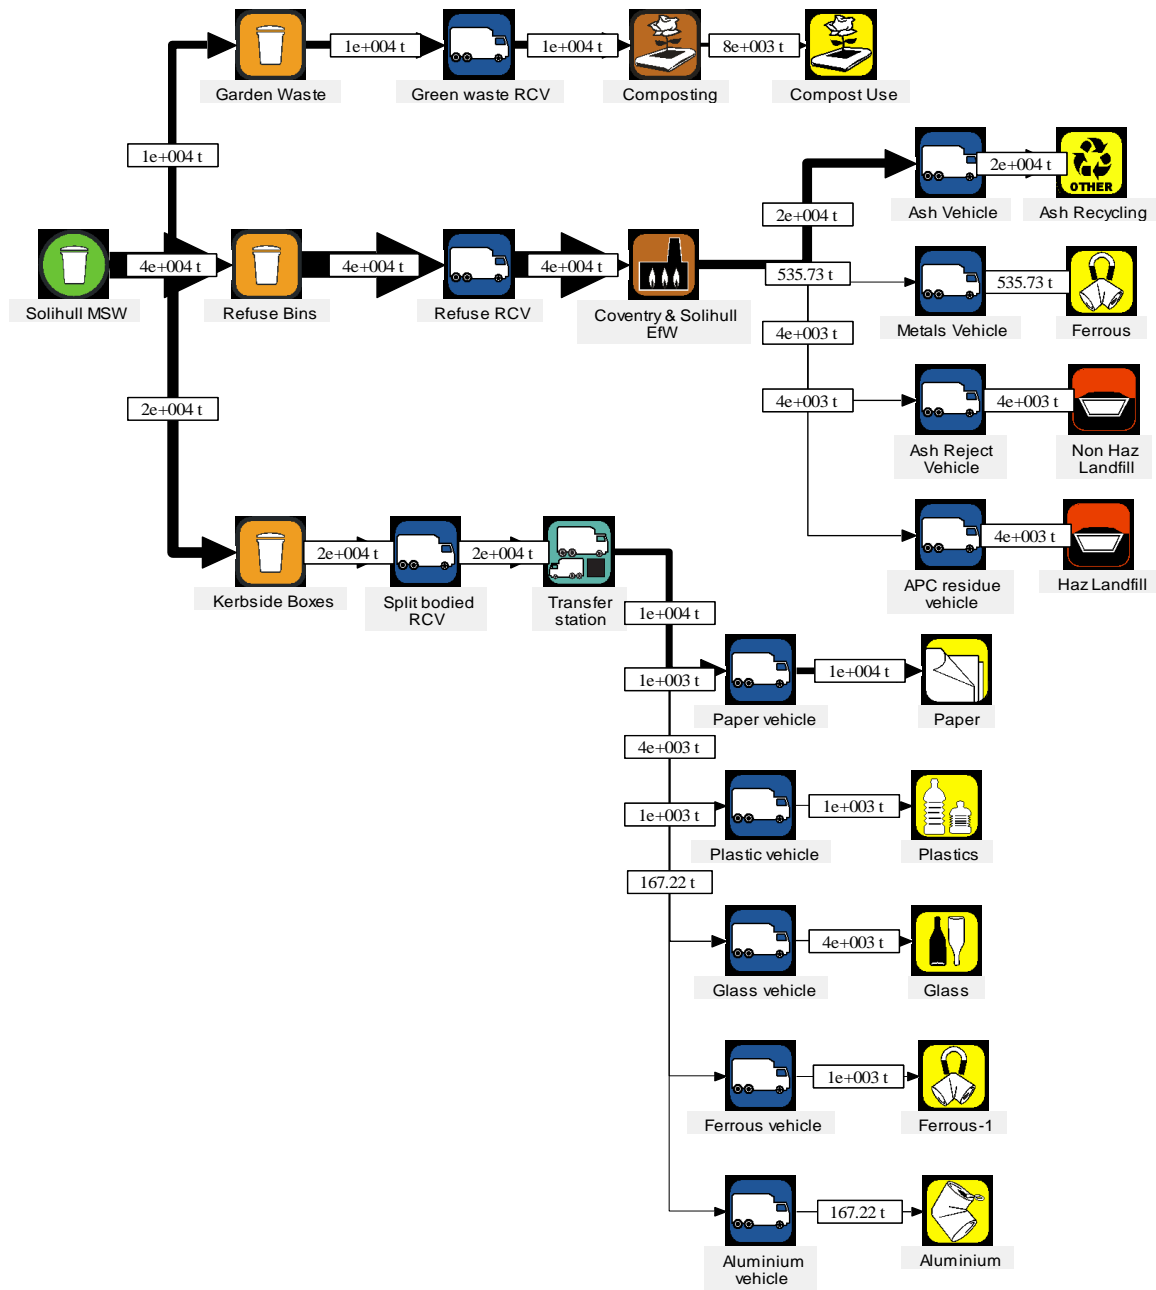 1e+004 t
1e+004 t
8e+003 t
Garden Waste
Green waste RCV
Composting
Compost Use
1e+004 t
2e+004 t
OTHER
Ash Vehicle
Ash Recycling
2e+004 t
4e+004 t
4e+004 t
4e+004 t
535.73 t
535.73 t
Solihull MSW
Refuse Bins
Refuse RCV
Coventry & Solihull
EfW
Metals Vehicle
Ferrous
4e+003 t
2e+004 t
4e+003 t
4e+003 t
Ash Reject
Vehicle
Non Haz
Landfill
2e+004 t
2e+004 t
4e+003 t
Kerbside Boxes
Split bodied
RCV
Transfer
station
APC residue
vehicle
Haz Landfill
1e+004 t
1e+003 t
1e+004 t
Paper vehicle
Paper
4e+003 t
1e+003 t
1e+003 t
Plastic vehicle
Plastics
167.22 t
4e+003 t
Glass vehicle
Glass
1e+003 t
Ferrous vehicle
Ferrous-1
167.22 t
Aluminium
vehicle
Aluminium